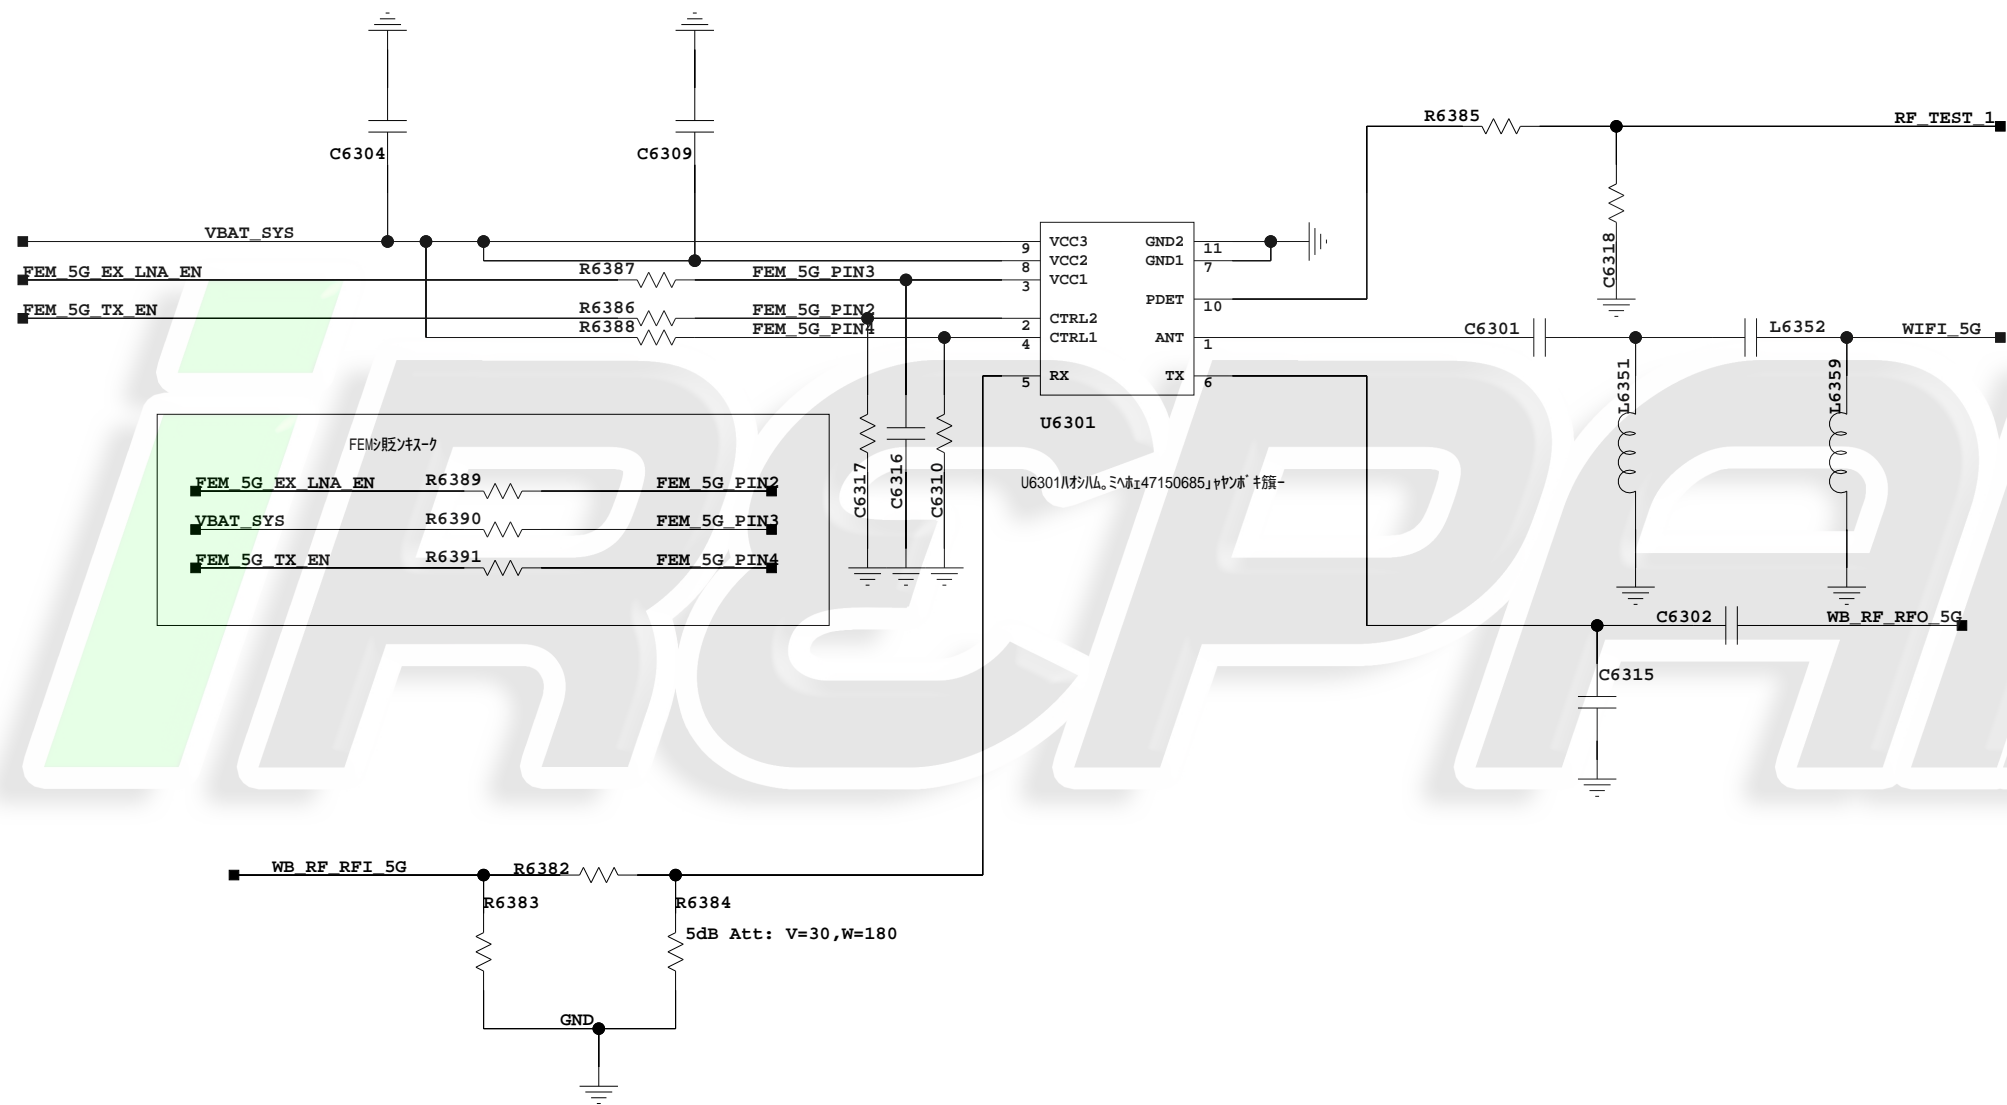 C6304
C6309
R6385
RF_TEST_1
VBAT_SYS
C6318
9 VCC3
GND2 11
8 VCC2
GND1 7
FEM_5G_EX_LNA_EN
R6387
FEM_5G_PIN3
3 VCC1
PDET 10
FEM_5G_TX_EN
R6386
FEM_5G_PIN2
2 CTRL2
R6388
FEM_5G_PIN4
4 CTRL1
ANT 1
C6301
L6352
WIFI_5G
5 RX
TX 6
L6351
L6359
U6301
C6317
C6316
C6310
FEM_5G_EX_LNA_EN
R6389
FEM_5G_PIN2
VBAT_SYS
R6390
FEM_5G_PIN3
FEM_5G_TX_EN
R6391
FEM_5G_PIN4
C6302
WB_RF_RFO_5G
C6315
WB_RF_RFI_5G
R6382
R6383
R6384
5dB Att: V=30,W=180
GND